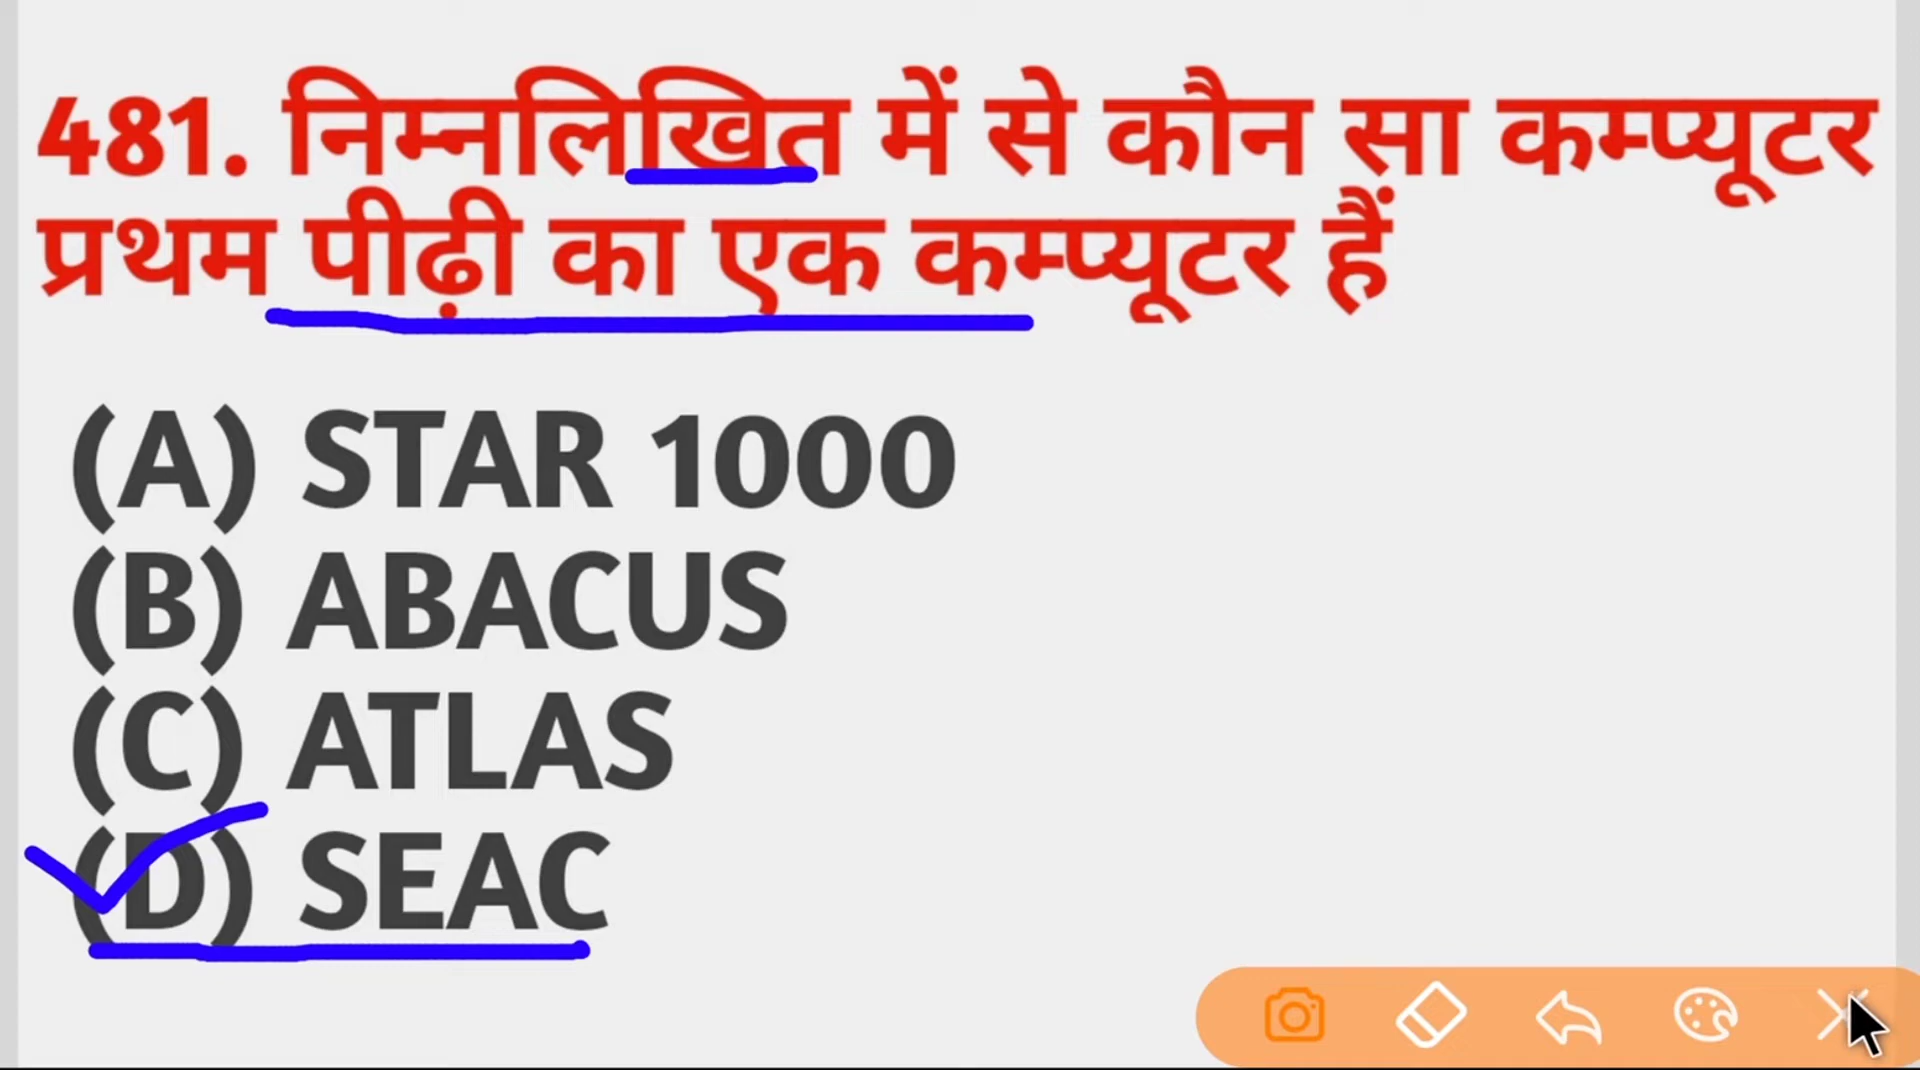 481. निम्नलिखित में से कौन सा कम्प्यूटर
प्रथम पीढ़ी का एक कम्प्यूटर हैं
(A) STAR 1000
(B) ABACUS
(C) ATLAS
(D) SEAC